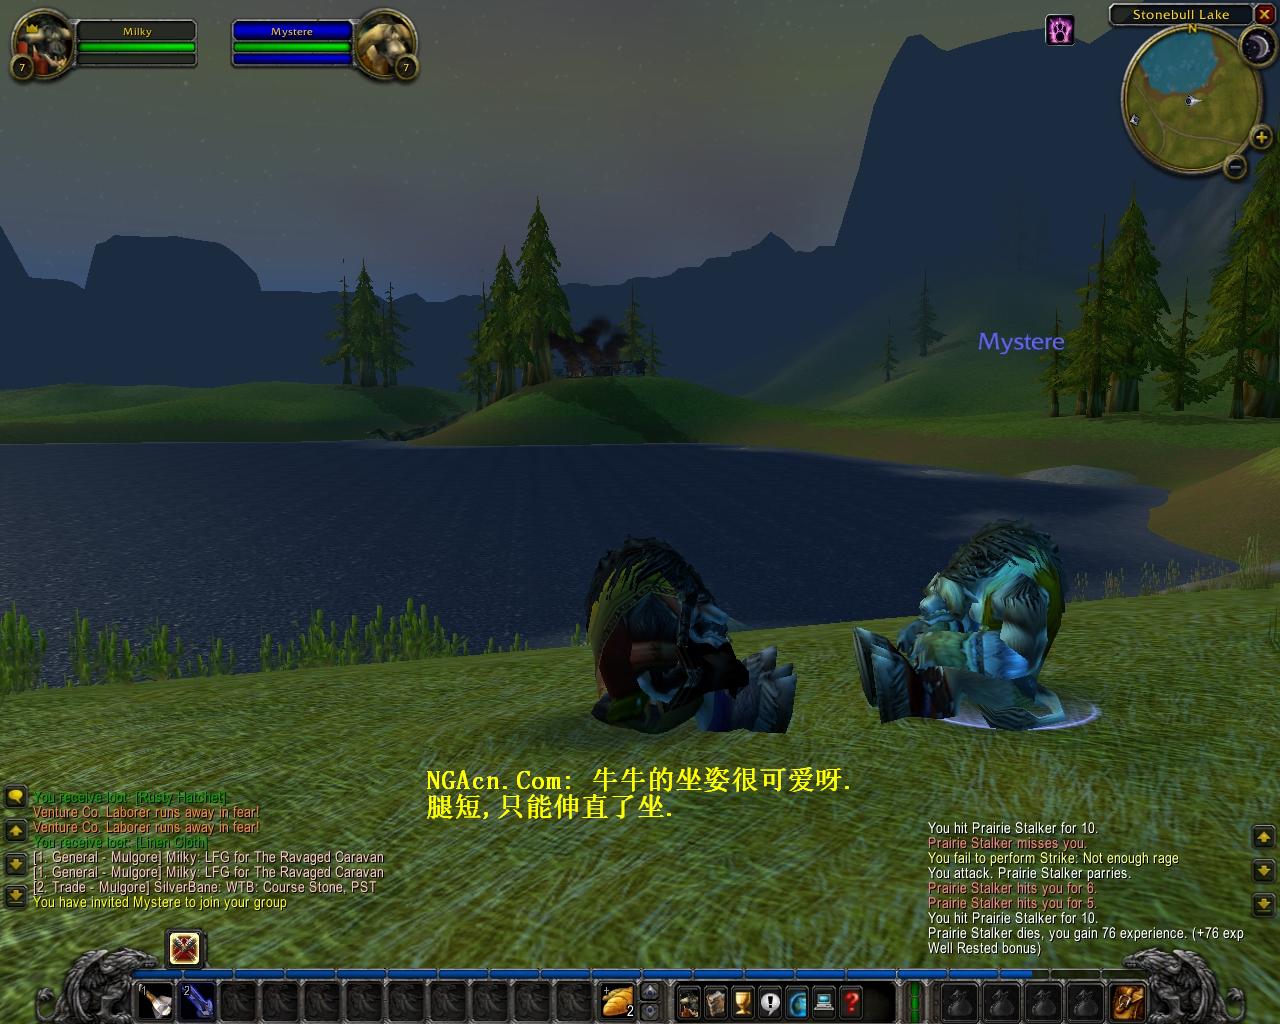 Milky
7
Mystere
7
Stonebull Lake
N
Mystere
NGAcn.Com: 牛牛的坐姿很可爱呀.
腿短,只能伸直了坐.
You receive loot: [Rusty Hatchet].
Venture Co. Laborer runs away in fear!
Venture Co. Laborer runs away in fear!
You receive loot: [Linen Cloth].
[1. General - Mulgore] Milky: LFG for The Ravaged Caravan
[1. General - Mulgore] Milky: LFG for The Ravaged Caravan
[2. Trade - Mulgore] SilverBane: WTB: Course Stone, PST
You have invited Mystere to join your group
You hit Prairie Stalker for 10.
Prairie Stalker misses you.
You fail to perform Strike: Not enough rage
You attack. Prairie Stalker parries.
Prairie Stalker hits you for 6.
Prairie Stalker hits you for 5.
You hit Prairie Stalker for 10.
Prairie Stalker dies, you gain 76 experience. (+76 exp
Well Rested bonus)
1
2
2